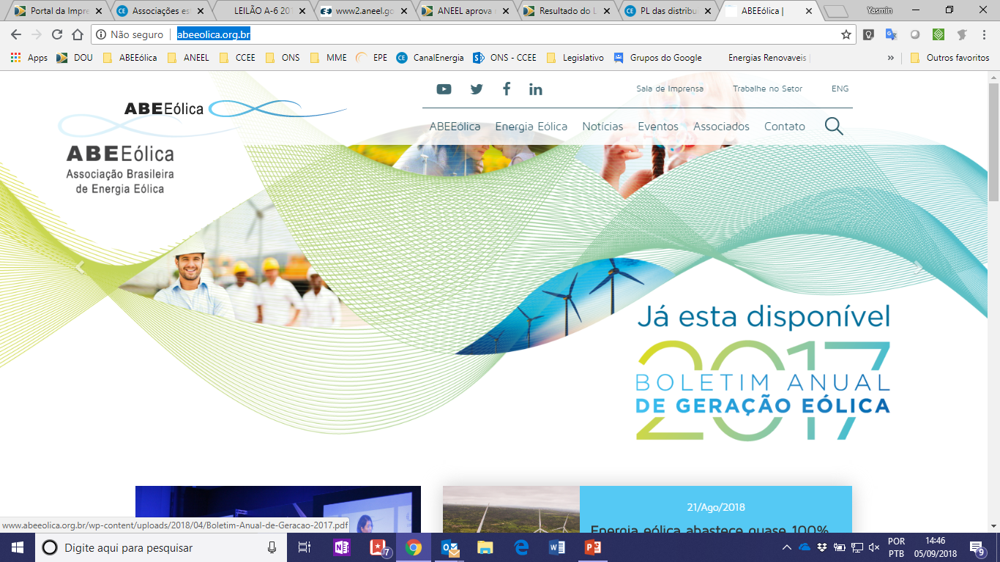 Portal da Impre
Associações es
LEILÃO A-6 201
www2.aneel.go
ANEEL aprova
Resultado do L
PL das distribu
ABEEólica |
Yasmin
Não seguro | abeeolica.org.br
Apps DOU ABEEólica ANEEL CCEE ONS MME EPE CanalEnergia ONS - CCEE Legislativo Grupos do Google Energias Renovaveis » Outros favoritos
Sala de Imprensa Trabalhe no Setor ENG
ABEEólica
ABEEólica Energia Eólica Notícias Eventos Associados Contato
ABEEólica
Associação Brasileira
de Energia Eólica
Já esta disponível
2017
BOLETIM ANUAL
DE GERAÇÃO EÓLICA
21/Ago/2018
Energia eólica abastece quase 100%
www.abeeolica.org.br/wp-content/uploads/2018/04/Boletim-Anual-de-Geracao-2017.pdf
Digite aqui para pesquisar
7
POR
PTB
14:46
05/09/2018
9